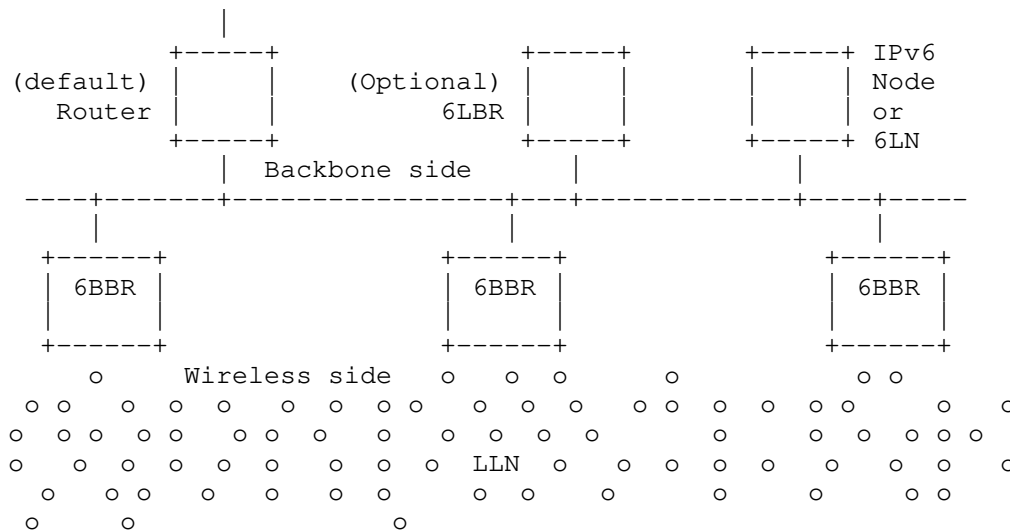 IPv6
(default) (Optional) Node
Router 6LBR or
6LN
Backbone side
6BBR 6BBR 6BBR
Wireless side
LLN